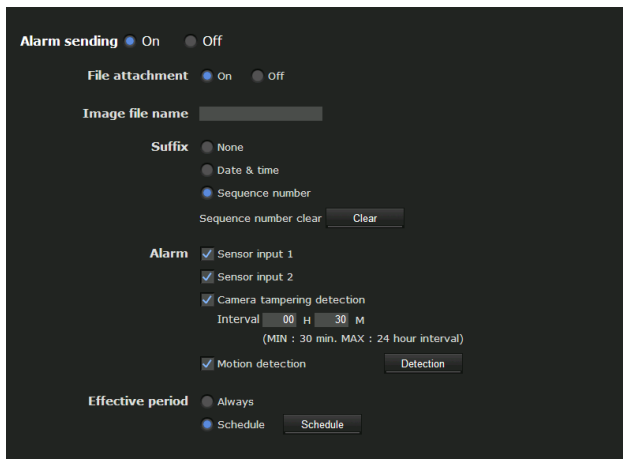 Alarm sending On Off
File attachment On Off
Image file name
Suffix None
Date & time
Sequence number
Sequence number clear Clear
Alarm Sensor input 1
Sensor input 2
Camera tampering detection
Interval 00 H 30 M
(MIN : 30 min. MAX : 24 hour interval)
Motion detection Detection
Effective period Always
Schedule Schedule